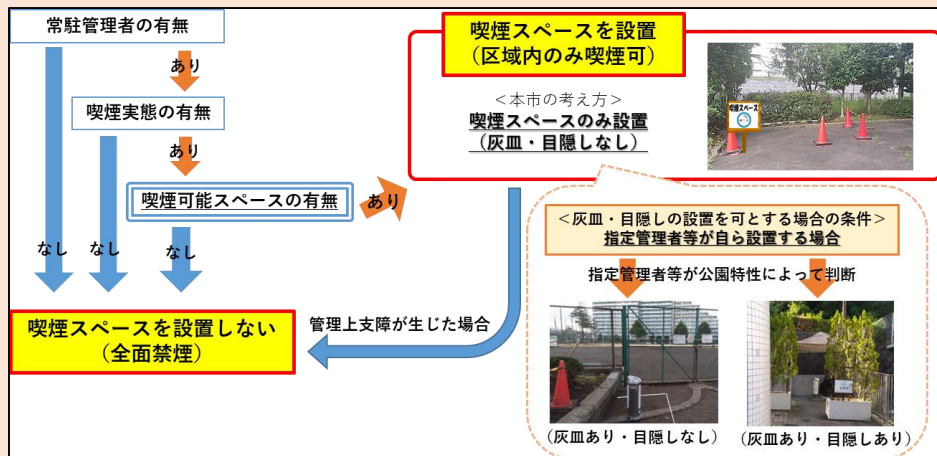 常駐管理者の有無
あり
喫煙実態の有無
あり
喫煙可能スペースの有無
あり
なし
なし
なし
喫煙スペースを設置しない
（全面禁煙）
喫煙スペースを設置
（区域内のみ喫煙可）
＜本市の考え方＞
喫煙スペースのみ設置
（灰皿・目隠しなし）
喫煙スペース
管理上支障が生じた場合
＜灰皿・目隠しの設置を可とする場合の条件＞
指定管理者等が自ら設置する場合
指定管理者等が公園特性によって判断
（灰皿あり・目隠しなし）
（灰皿あり・目隠しあり）